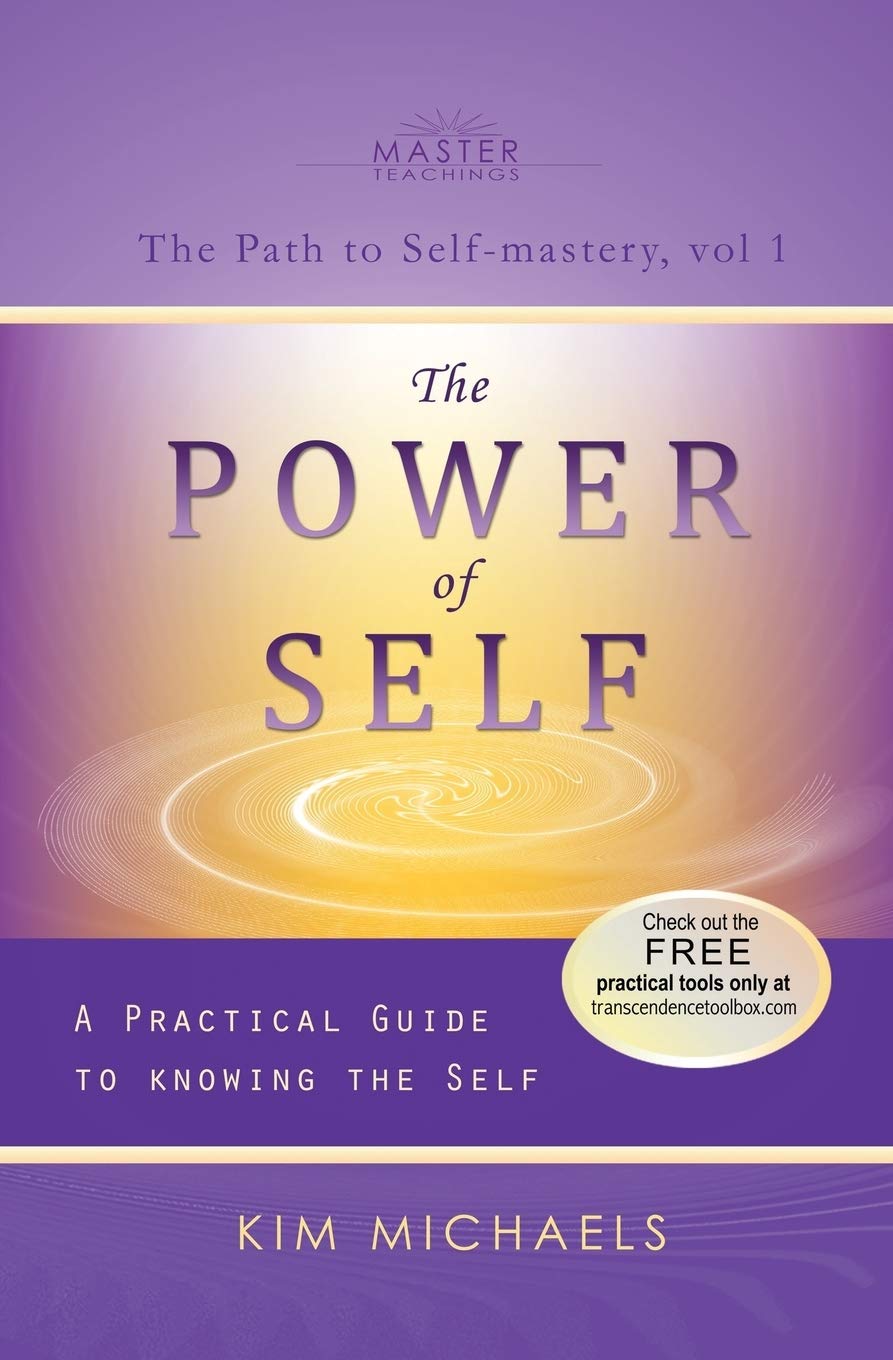 MASTER
TEACHINGS
The Path to Self-mastery, vol 1
The
POWER
of
SELF
Check out the
FREE
practical tools only at
transcendencetoolbox.com
A Practical Guide
to knowing the Self
KIM MICHAELS